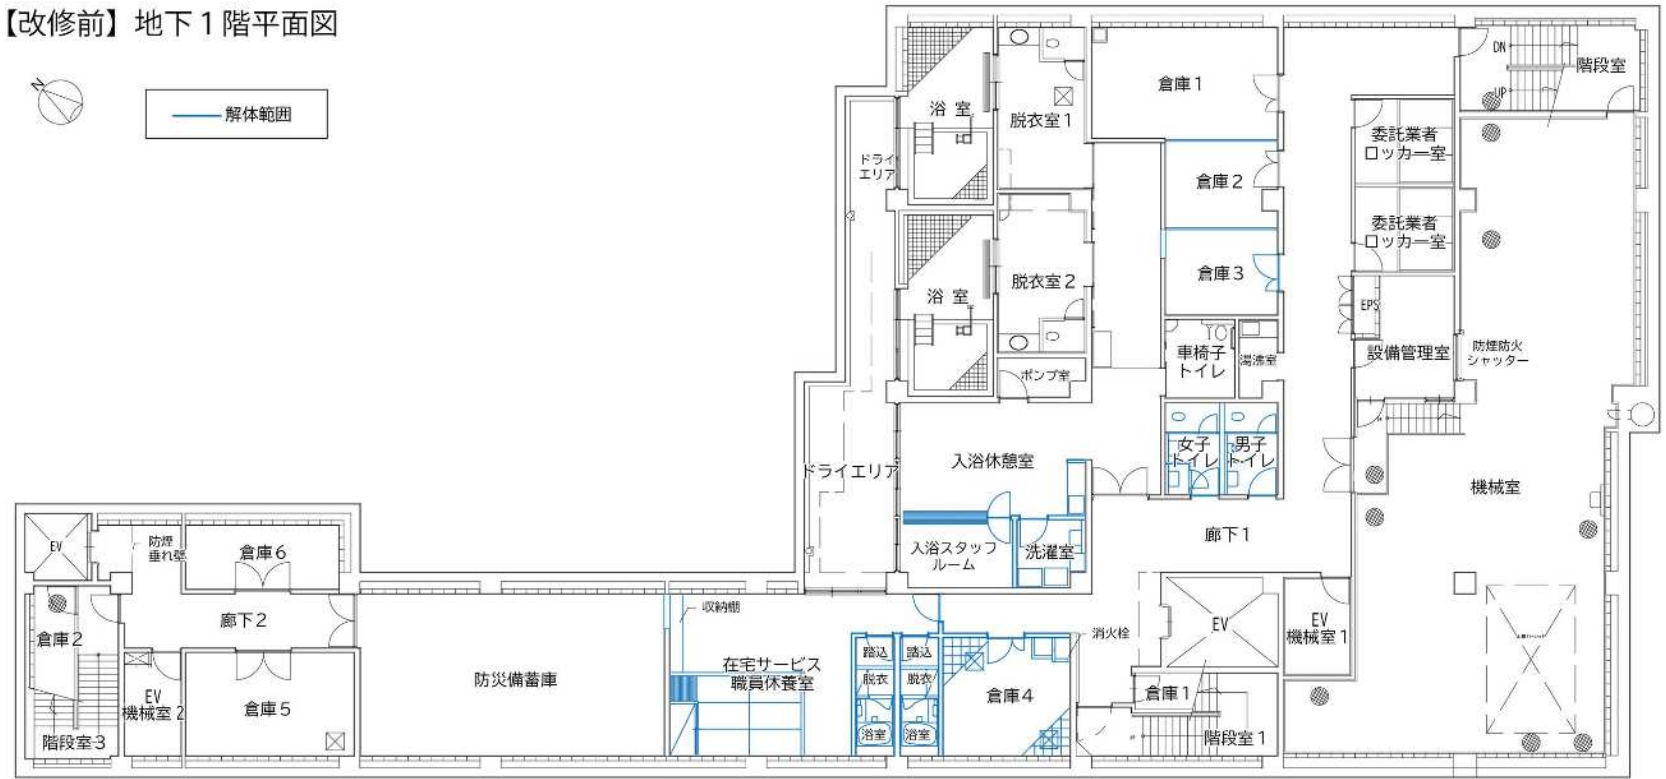 【改修前】地下1階平面図
N
解体範囲
浴室
脱衣室1
倉庫1
DN
UP
階段室
委託業者
ロッカー室
ドライ
エリア
倉庫2
委託業者
ロッカー室
浴室
脱衣室2
倉庫3
EPS
車椅子
トイレ
湯沸室
設備管理室
防煙防火
シャッター
ポンプ室
女子
トイレ
男子
トイレ
ドライエリア
入浴休憩室
機械室
廊下1
入浴スタッフ
ルーム
洗濯室
EV
防煙
垂れ壁
倉庫6
倉庫2
廊下2
収納棚
消火栓
EV
EV
機械室1
踏込
踏込
在宅サービス
職員休養室
脱衣
脱衣
防災備蓄庫
倉庫4
倉庫1
EV
機械室2
倉庫5
浴室
浴室
階段室3
階段室1